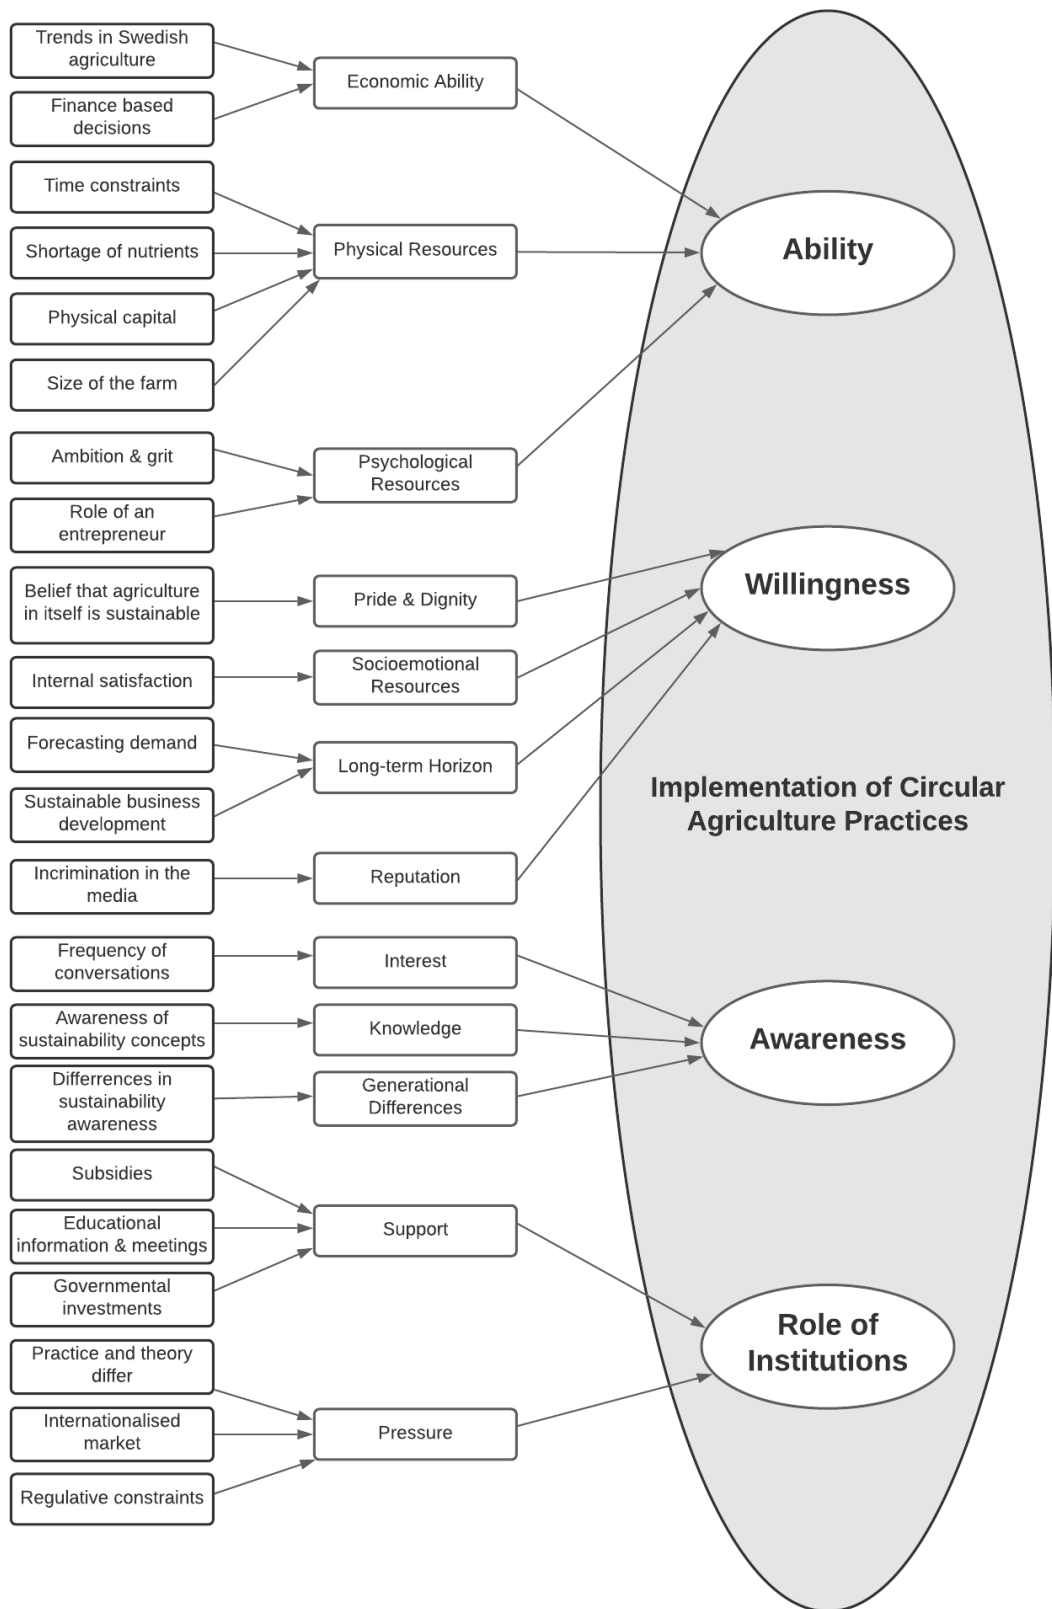 Trends in Swedish
agriculture
Finance based
decisions
Time constraints
Shortage of nutrients
Physical capital
Size of the farm
Ambition & grit
Role of an
entrepreneur
Belief that agriculture
in itself is sustainable
Internal satisfaction
Forecasting demand
Sustainable business
development
Incrimination in the
media
Frequency of
conversations
Awareness of
sustainability concepts
Differrences in
sustainability
awareness
Subsidies
Educational
information & meetings
Governmental
investments
Practice and theory
differ
Internationalised
market
Regulative constraints
Economic Ability
Physical Resources
Psychological
Resources
Pride & Dignity
Socioemotional
Resources
Long-term Horizon
Reputation
Interest
Knowledge
Generational
Differences
Support
Pressure
Ability
Willingness
Implementation of Circular
Agriculture Practices
Awareness
Role of
Institutions